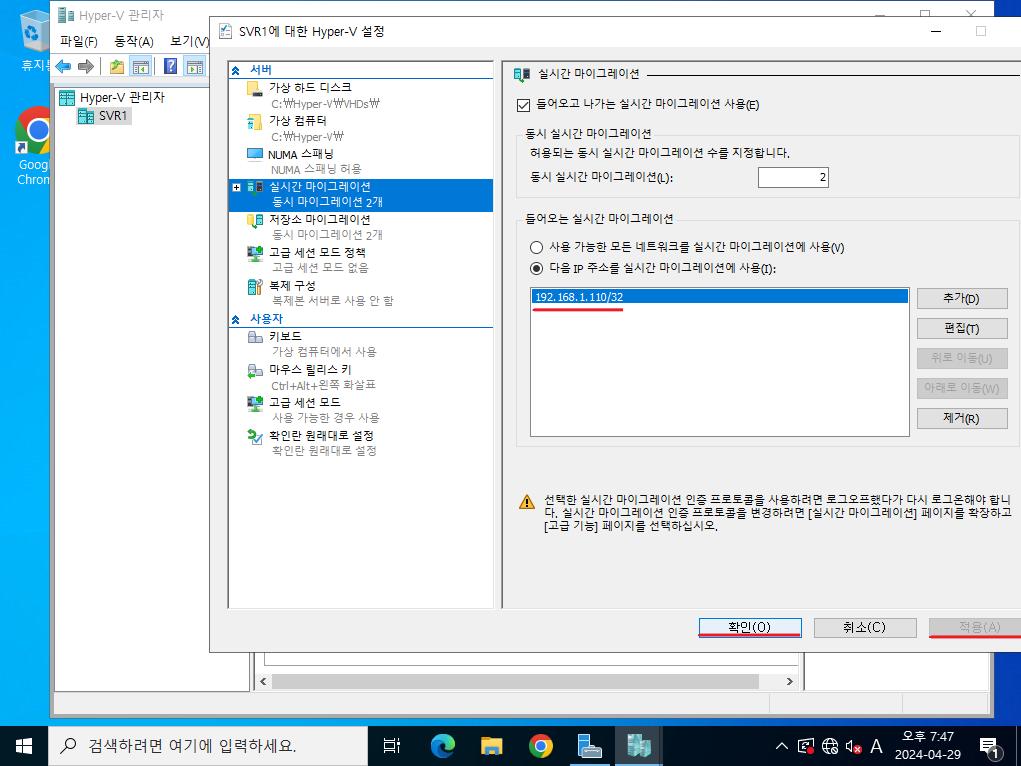 Hyper-V 관리자
파일(F) 동작(A) 보기(V)
Hyper-V 관리자
SVR1
휴지통
Google
Chrom
SVR1에 대한 Hyper-V 설정
서버
가상 하드 디스크
C:₩Hyper-V₩VHDs₩
가상 컴퓨터
C:₩Hyper-V₩
NUMA 스패닝
NUMA 스패닝 허용
실시간 마이그레이션
동시 마이그레이션 2개
저장소 마이그레이션
동시 마이그레이션 2개
고급 세션 모드 정책
고급 세션 모드 없음
복제 구성
복제본 서버로 사용 안 함
사용자
키보드
가상 컴퓨터에서 사용
마우스 릴리스 키
Ctrl+Alt+왼쪽 화살표
고급 세션 모드
사용 가능한 경우 사용
확인란 원래대로 설정
확인란 원래대로 설정
실시간 마이그레이션
들어오고 나가는 실시간 마이그레이션 사용(E)
동시 실시간 마이그레이션
허용되는 동시 실시간 마이그레이션 수를 지정합니다.
동시 실시간 마이그레이션(L): 2
들어오는 실시간 마이그레이션
사용 가능한 모든 네트워크를 실시간 마이그레이션에 사용(V)
다음 IP 주소를 실시간 마이그레이션에 사용(I):
192.168.1.110/32
추가(D)
편집(T)
위로 이동(U)
아래로 이동(W)
제거(R)
선택한 실시간 마이그레이션 인증 프로토콜을 사용하려면 로그오프했다가 다시 로그온해야 합니
다. 실시간 마이그레이션 인증 프로토콜을 변경하려면 [실시간 마이그레이션] 페이지를 확장하고
[고급 기능] 페이지를 선택하십시오.
확인(O) 취소(C) 적용(A)
검색하려면 여기에 입력하세요.
A
오후 7:47
2024-04-29
1